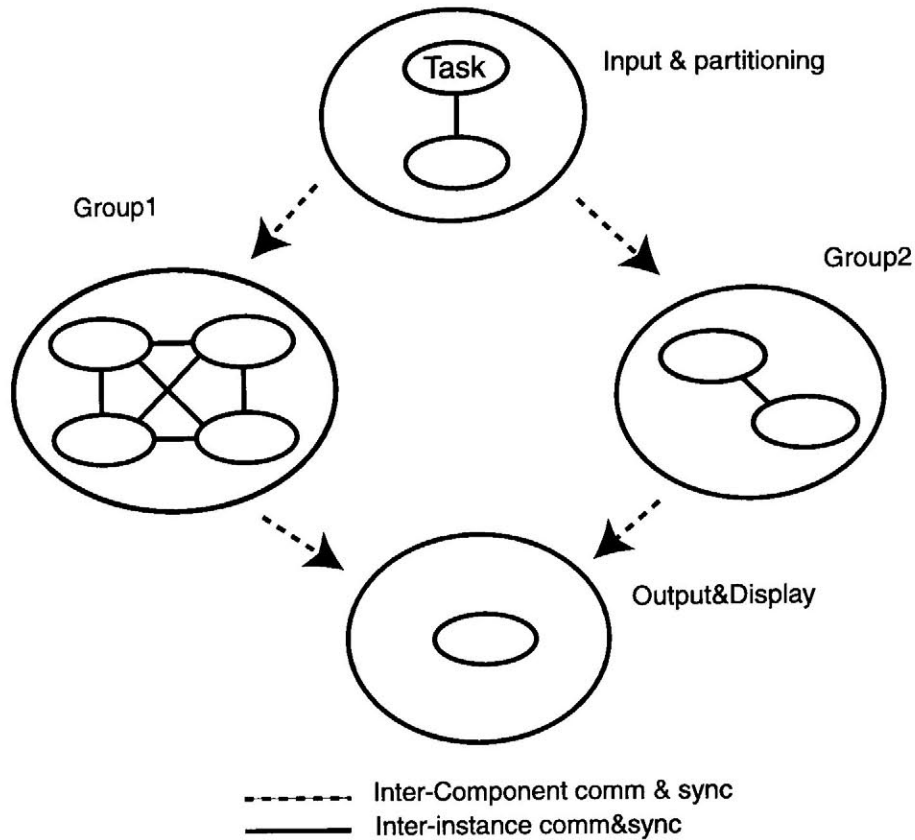 Task
Input & partitioning
Group1
Group2
Output&Display
Inter-Component comm & sync
Inter-instance comm&sync